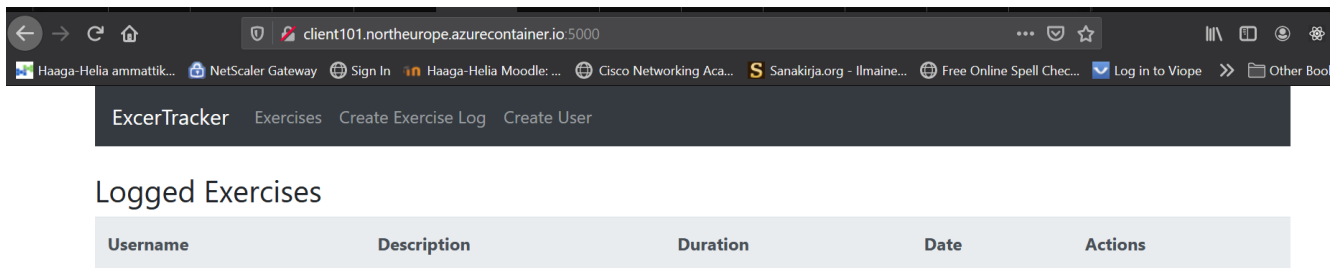 client101.northeurope.azurecontainer.io:5000
Haaga-Helia ammattik... NetScaler Gateway Sign In Haaga-Helia Moodle: ... Cisco Networking Aca... Sanakirja.org - Ilmaine... Free Online Spell Chec... Log in to Viope Other Book
ExcerTracker Exercises Create Exercise Log Create User
Logged Exercises
Username Description Duration Date Actions